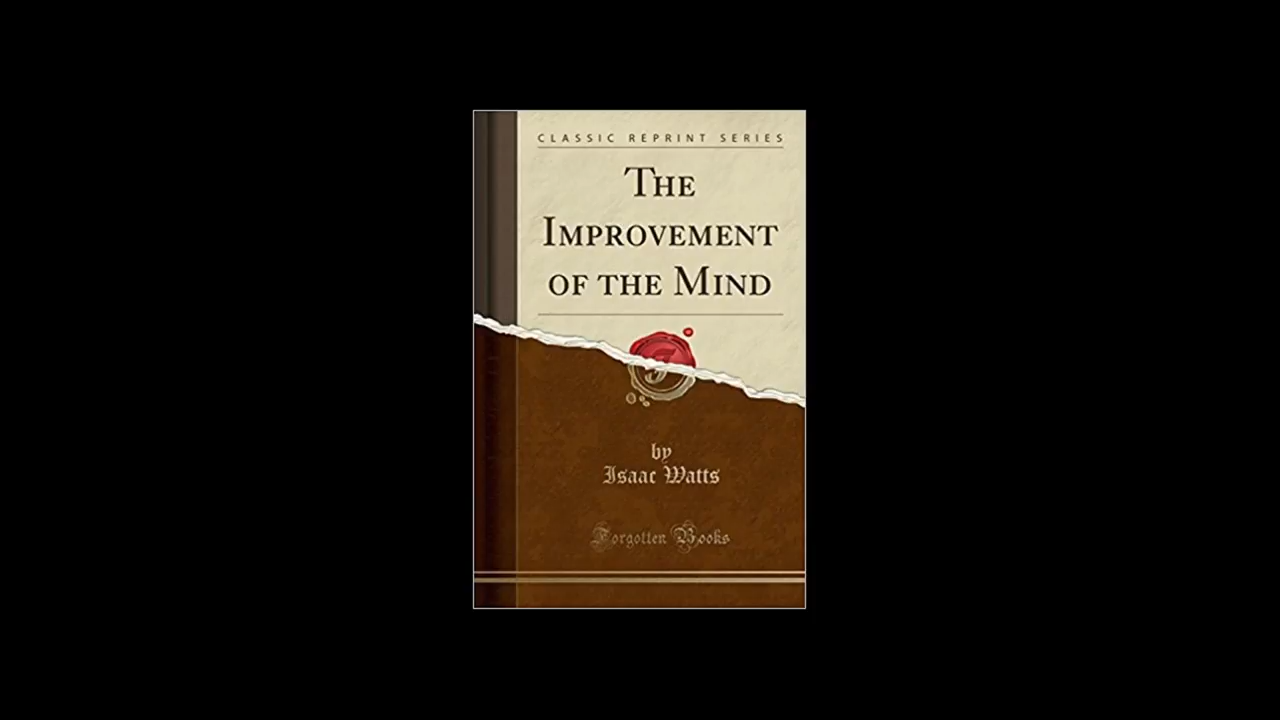 CLASSIC REPRINT SERIES
THE
IMPROVEMENT
OF THE MIND
by
Isaac Watts
Forgotten Books